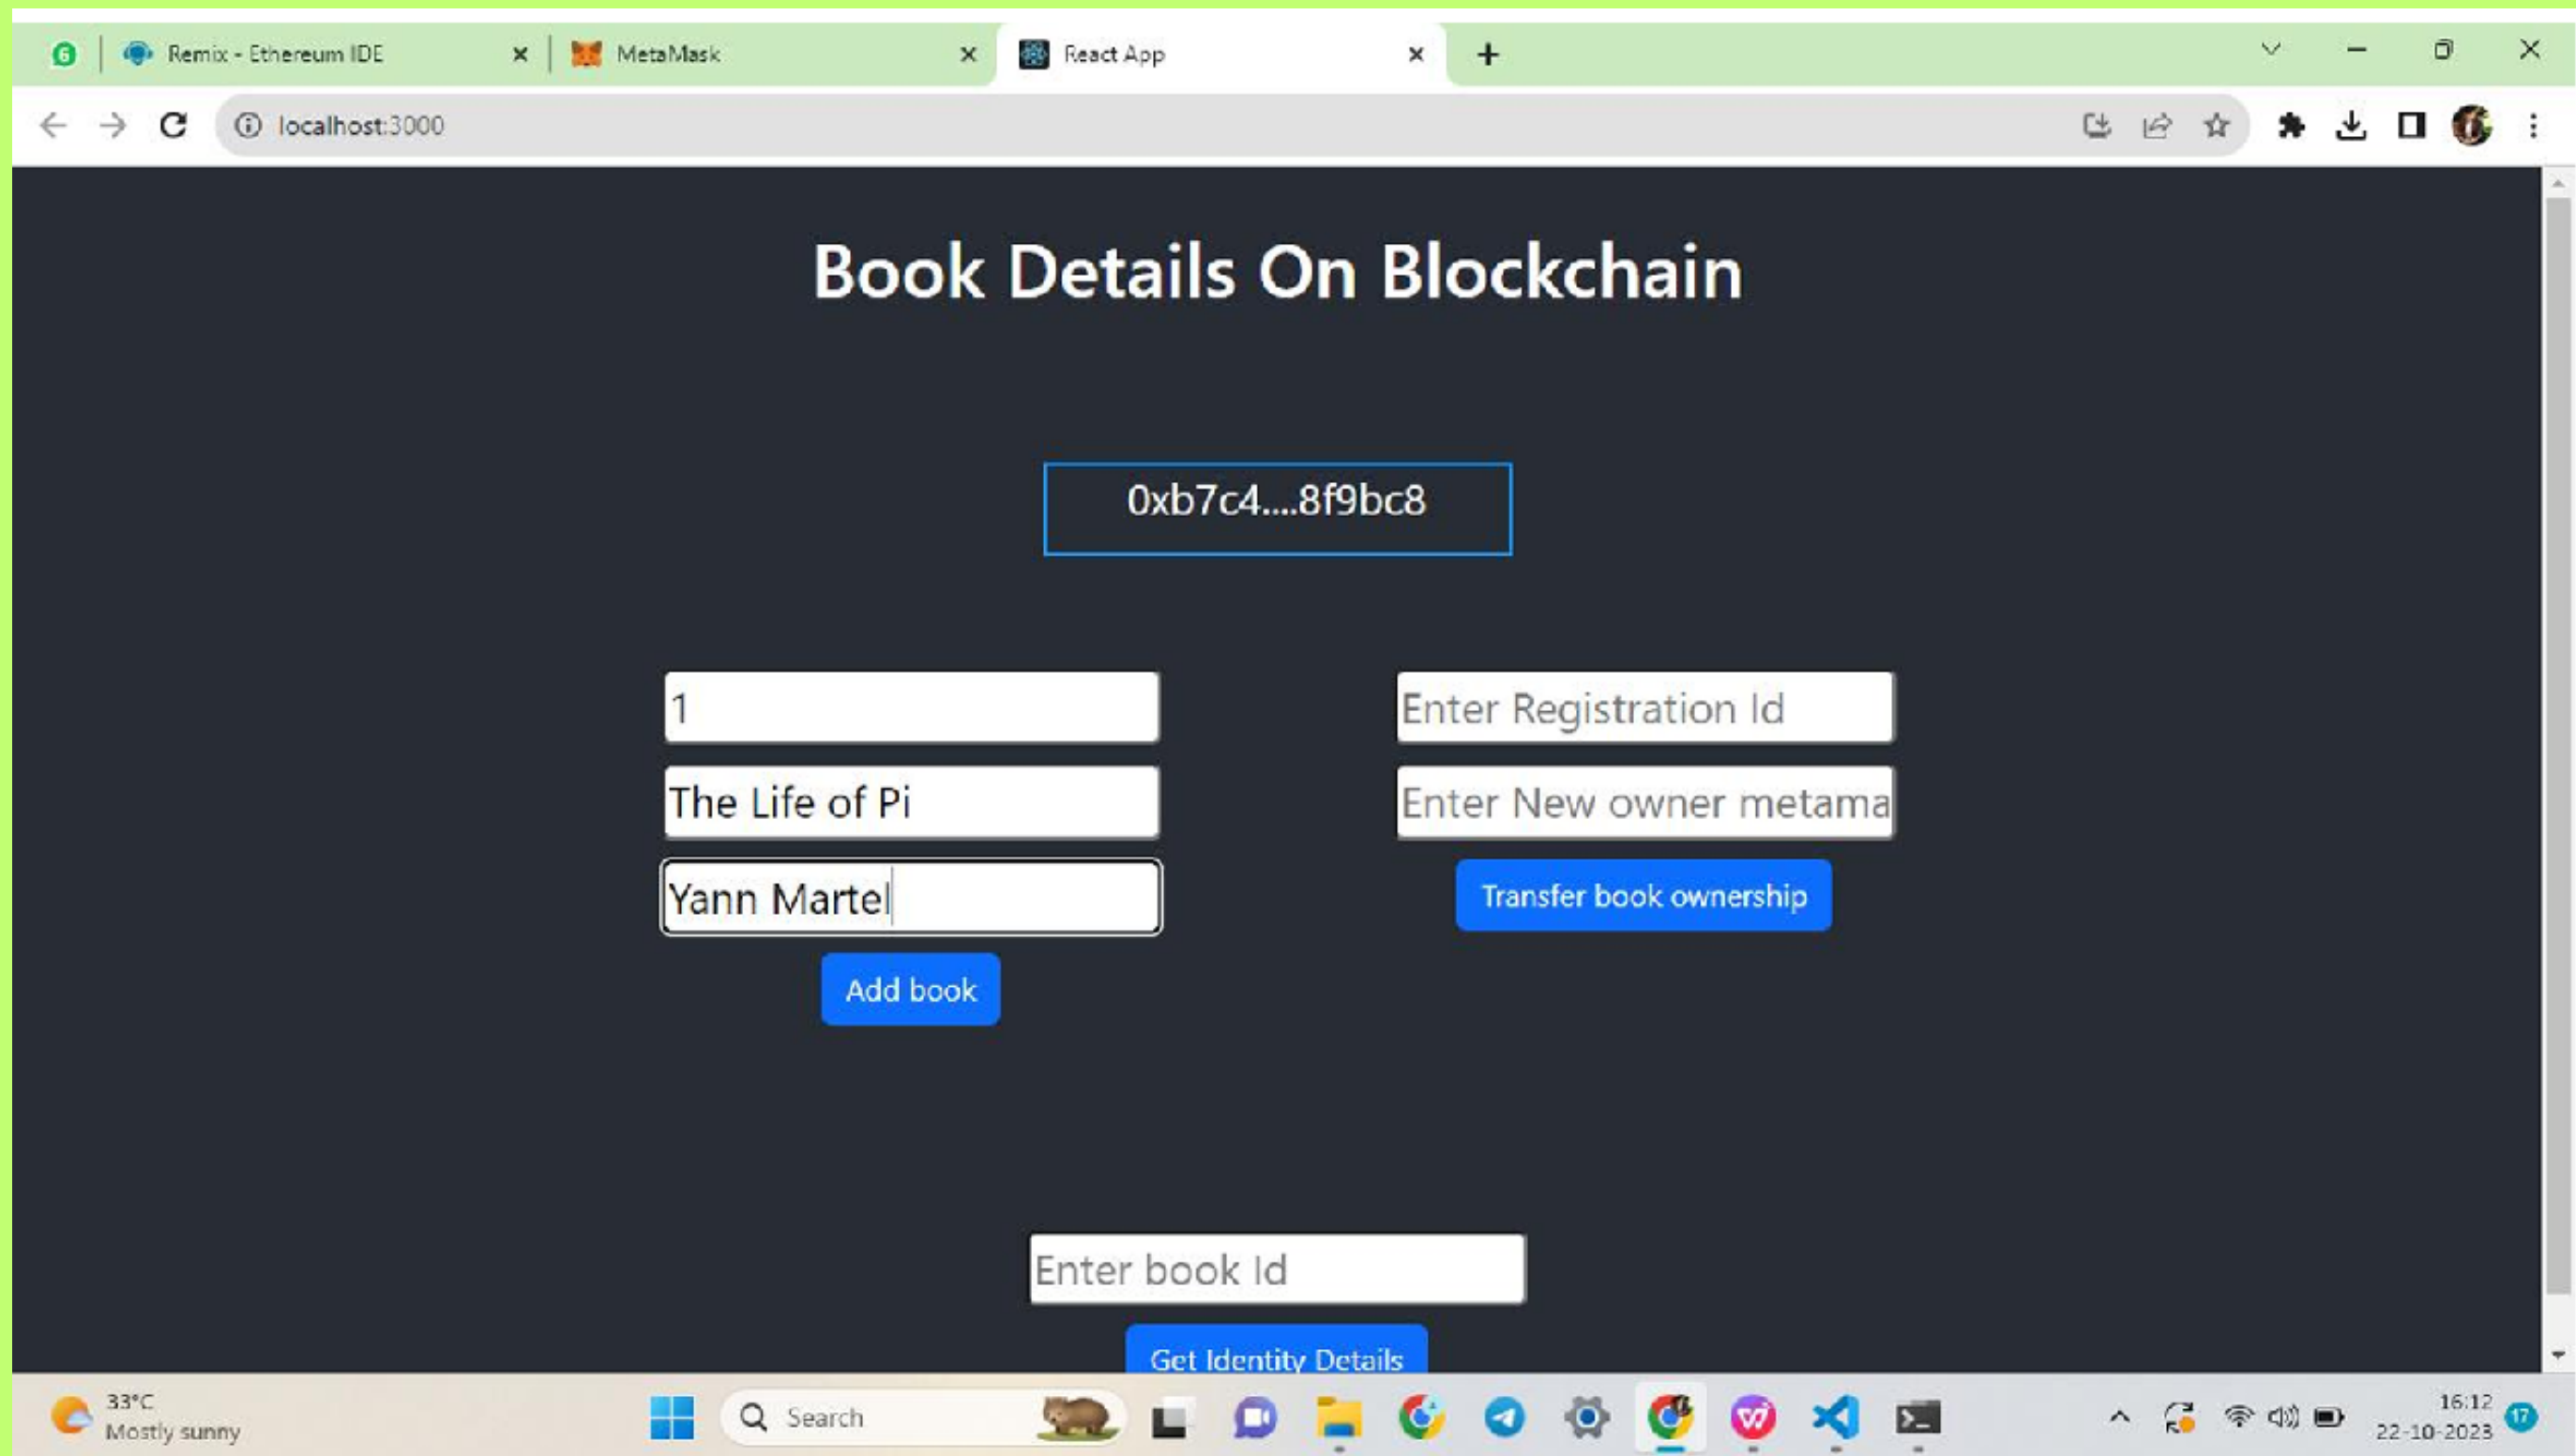 Remix - Ethereum IDE
MetaMask
React App
localhost:3000
Book Details On Blockchain
0xb7c4....8f9bc8
1
Enter Registration Id
The Life of Pi
Enter New owner metama
Yann Martel
Transfer book ownership
Add book
Enter book Id
Get Identity Details
33°C
Mostly sunny
Search
16:12
22-10-2023
17